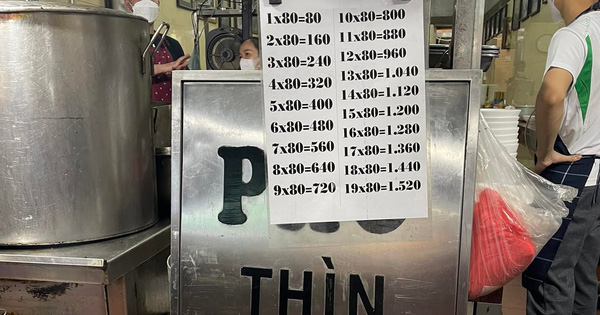 1x80=80
2x80=160
3x80=240
4x80=320
5x80=400
6x80=480
7x80=560
8x80=640
9x80=720
10x80=800
11x80=880
12x80=960
13x80=1.040
14x80=1.120
15x80=1.200
16x80=1.280
17x80=1.360
18x80=1.440
19x80=1.520
THÌN